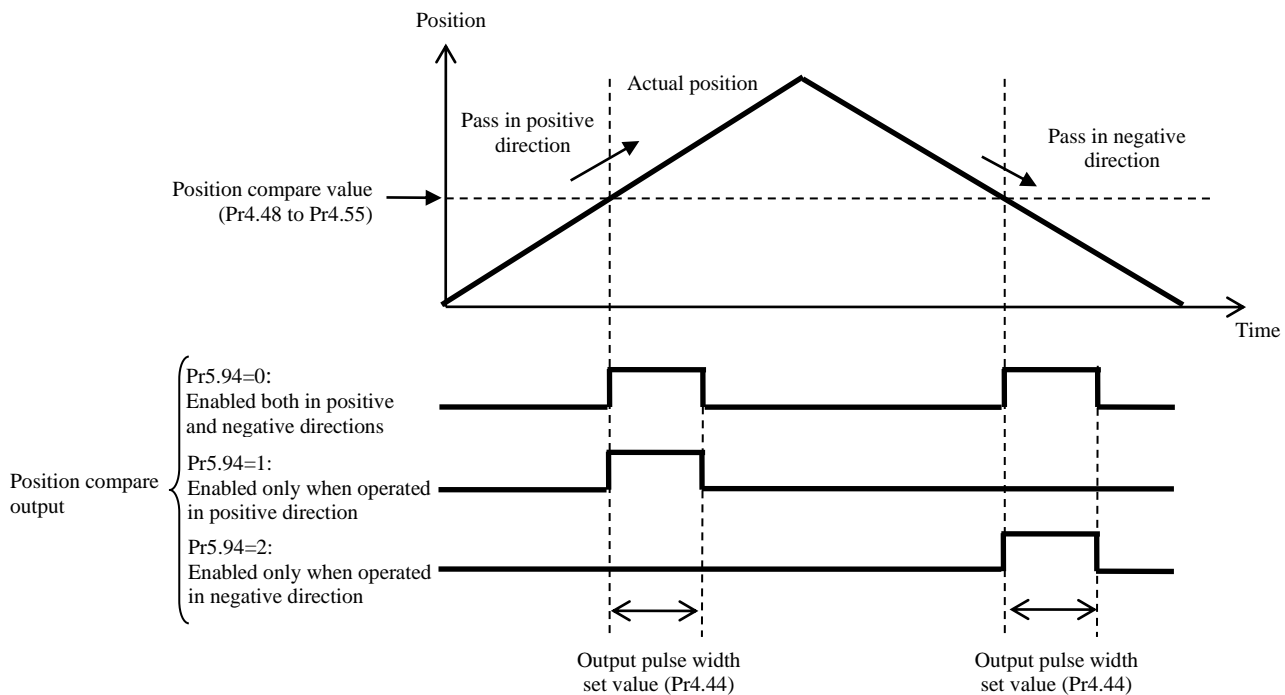 Position
Actual position
Pass in positive
direction
Pass in negative
direction
Position compare value
(Pr4.48 to Pr4.55)
Time
Pr5.94=0:
Enabled both in positive
and negative directions
Pr5.94=1:
Enabled only when operated
in positive direction
Position compare
output
Pr5.94=2:
Enabled only when operated
in negative direction
Output pulse width
set value (Pr4.44)
Output pulse width
set value (Pr4.44)